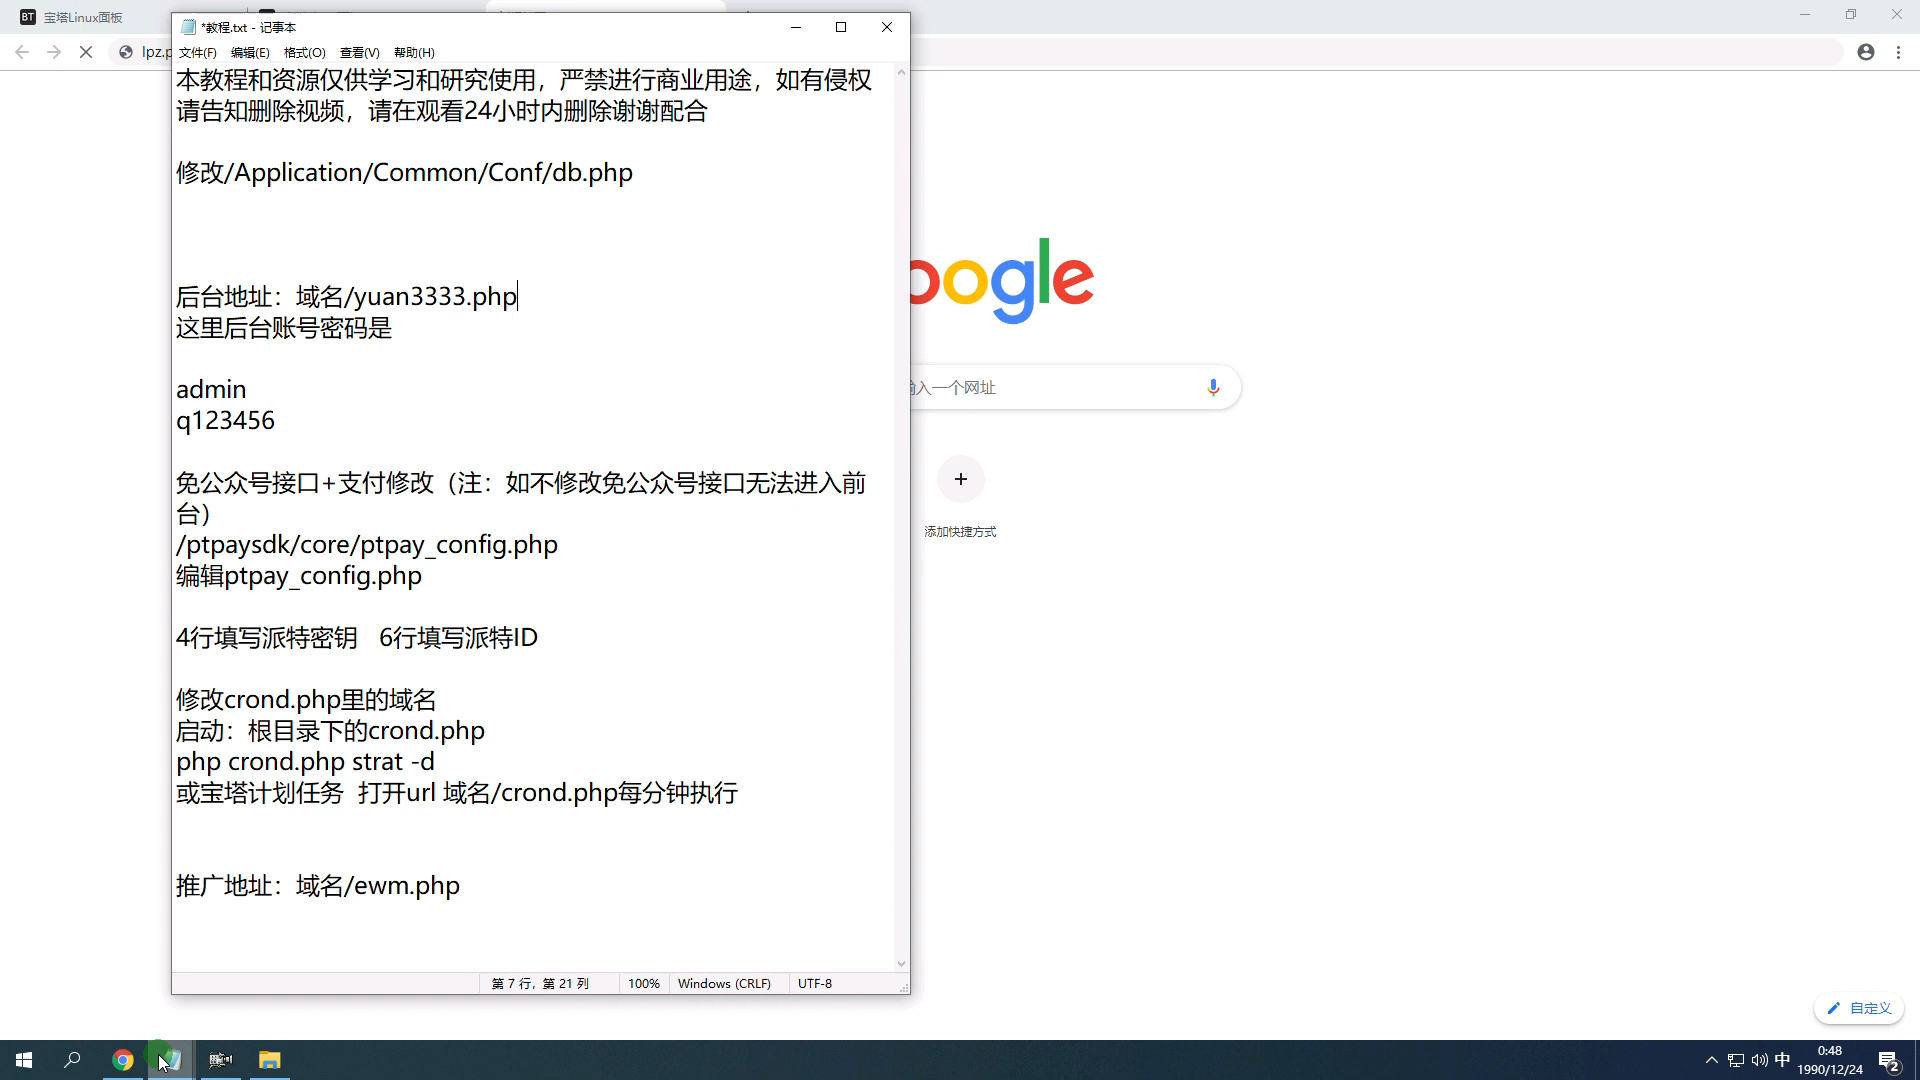 宝塔Linux面板
*教程.txt - 记事本
lpz.p
文件(F) 编辑(E) 格式(O) 查看(V) 帮助(H)
本教程和资源仅供学习和研究使用，严禁进行商业用途，如有侵权
请告知删除视频，请在观看24小时内删除谢谢配合
修改/Application/Common/Conf/db.php
后台地址：域名/yuan3333.php
这里后台账号密码是
admin
q123456
免公众号接口+支付修改（注：如不修改免公众号接口无法进入前
台）
/ptpaysdk/core/ptpay_config.php
编辑ptpay_config.php
4行填写派特密钥   6行填写派特ID
修改crond.php里的域名
启动：根目录下的crond.php
php crond.php strat -d
或宝塔计划任务  打开url 域名/crond.php每分钟执行
推广地址：域名/ewm.php
第 7 行，第 21 列 100% Windows (CRLF) UTF-8
oogle
输入一个网址
添加快捷方式
自定义
中
0:48
1990/12/24
2